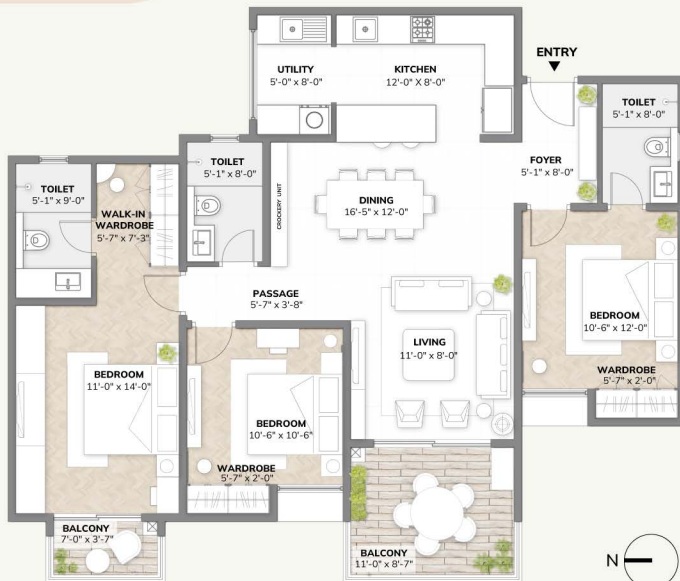 ENTRY
UTILITY
5'-0" x 8'-0"
KITCHEN
12'-0" X 8'-0"
TOILET
5'-1" x 8'-0"
FOYER
5'-1" x 8'-0"
TOILET
5'-1" x 9'-0"
WALK-IN
WARDROBE
5'-7" x 7'-3"
TOILET
5'-1" x 8'-0"
CROCKERY UNIT
DINING
16'-5" x 12'-0"
PASSAGE
5'-7" x 3'-8"
BEDROOM
10'-6" x 12'-0"
LIVING
11'-0" x 8'-0"
WARDROBE
5'-7" x 2'-0"
BEDROOM
11'-0" x 14'-0"
BEDROOM
10'-6" x 10'-6"
WARDROBE
5'-7" x 2'-0"
BALCONY
7'-0" x 3'-7"
BALCONY
11'-0" x 8'-7"
N